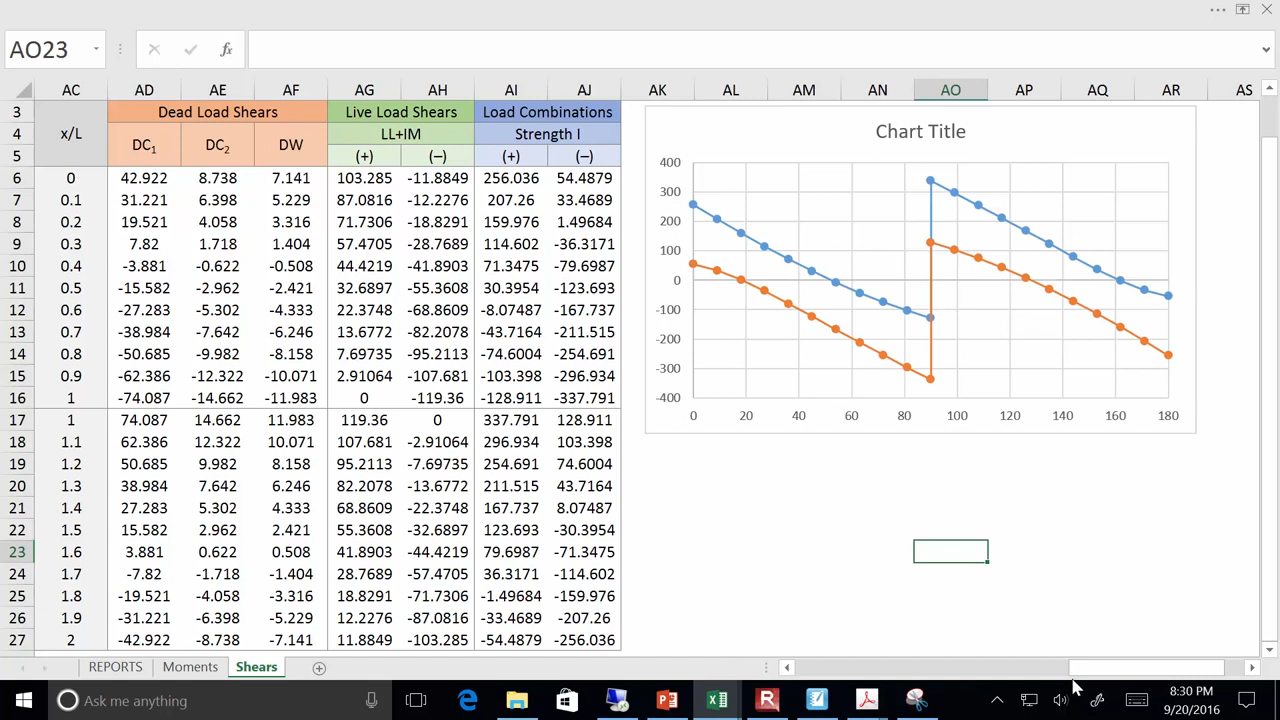 AO23
fx
AC AD AE AF AG AH AI AJ AK AL AM AN AO AP AQ AR AS
3 Dead Load Shears Live Load Shears Load Combinations
4 x/L DC1 DC2 DW LL+IM Strength I
5 (+) (–) (+) (–)
6 0 42.922 8.738 7.141 103.285 -11.8849 256.036 54.4879
7 0.1 31.221 6.398 5.229 87.0816 -12.2276 207.26 33.4689
8 0.2 19.521 4.058 3.316 71.7306 -18.8291 159.976 1.49684
9 0.3 7.82 1.718 1.404 57.4705 -28.7689 114.602 -36.3171
10 0.4 -3.881 -0.622 -0.508 44.4219 -41.8903 71.3475 -79.6987
11 0.5 -15.582 -2.962 -2.421 32.6897 -55.3608 30.3954 -123.693
12 0.6 -27.283 -5.302 -4.333 22.3748 -68.8609 -8.07487 -167.737
13 0.7 -38.984 -7.642 -6.246 13.6772 -82.2078 -43.7164 -211.515
14 0.8 -50.685 -9.982 -8.158 7.69735 -95.2113 -74.6004 -254.691
15 0.9 -62.386 -12.322 -10.071 2.91064 -107.681 -103.398 -296.934
16 1 -74.087 -14.662 -11.983 0 -119.36 -128.911 -337.791
17 1 74.087 14.662 11.983 119.36 0 337.791 128.911
18 1.1 62.386 12.322 10.071 107.681 -2.91064 296.934 103.398
19 1.2 50.685 9.982 8.158 95.2113 -7.69735 254.691 74.6004
20 1.3 38.984 7.642 6.246 82.2078 -13.6772 211.515 43.7164
21 1.4 27.283 5.302 4.333 68.8609 -22.3748 167.737 8.07487
22 1.5 15.582 2.962 2.421 55.3608 -32.6897 123.693 -30.3954
23 1.6 3.881 0.622 0.508 41.8903 -44.4219 79.6987 -71.3475
24 1.7 -7.82 -1.718 -1.404 28.7689 -57.4705 36.3171 -114.602
25 1.8 -19.521 -4.058 -3.316 18.8291 -71.7306 -1.49684 -159.976
26 1.9 -31.221 -6.398 -5.229 12.2276 -87.0816 -33.4689 -207.26
27 2 -42.922 -8.738 -7.141 11.8849 -103.285 -54.4879 -256.036
Chart Title
400
300
200
100
0
-100
-200
-300
-400
0 20 40 60 80 100 120 140 160 180
REPORTS Moments Shears
Ask me anything
8:30 PM
9/20/2016